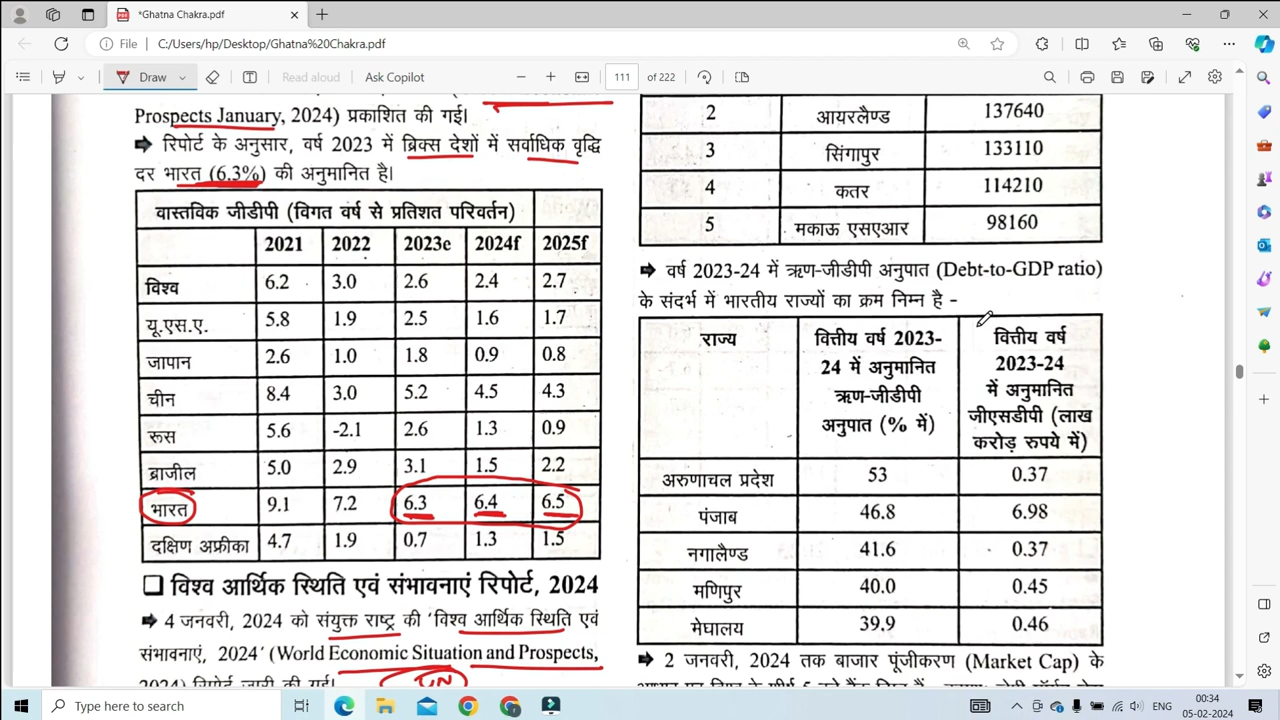 *Ghatna Chakra.pdf
File
C:/Users/hp/Desktop/Ghatna%20Chakra.pdf
Draw
Read aloud
Ask Copilot
111
of 222
Prospects January, 2024) प्रकाशित की गई।
रिपोर्ट के अनुसार, वर्ष 2023 में ब्रिक्स देशों में सर्वाधिक वृद्धि
दर भारत (6.3%) की अनुमानित है।
वास्तविक जीडीपी (विगत वर्ष से प्रतिशत परिवर्तन)
2021 2022 2023e 2024f 2025f
विश्व 6.2 3.0 2.6 2.4 2.7
यू.एस.ए. 5.8 1.9 2.5 1.6 1.7
जापान 2.6 1.0 1.8 0.9 0.8
चीन 8.4 3.0 5.2 4.5 4.3
रूस 5.6 -2.1 2.6 1.3 0.9
ब्राजील 5.0 2.9 3.1 1.5 2.2
भारत 9.1 7.2 6.3 6.4 6.5
दक्षिण अफ्रीका 4.7 1.9 0.7 1.3 1.5
विश्व आर्थिक स्थिति एवं संभावनाएं रिपोर्ट, 2024
4 जनवरी, 2024 को संयुक्त राष्ट्र की 'विश्व आर्थिक स्थिति एवं
संभावनाएं, 2024' (World Economic Situation and Prospects,
2024) रिपोर्ट जारी की गई।
UN
2 आयरलैण्ड 137640
3 सिंगापुर 133110
4 कतर 114210
5 मकाऊ एसएआर 98160
वर्ष 2023-24 में ऋण-जीडीपी अनुपात (Debt-to-GDP ratio)
के संदर्भ में भारतीय राज्यों का क्रम निम्न है -
राज्य
वित्तीय वर्ष 2023-
24 में अनुमानित
ऋण-जीडीपी
अनुपात (% में)
वित्तीय वर्ष
2023-24
में अनुमानित
जीएसडीपी (लाख
करोड़ रुपये में)
अरुणाचल प्रदेश 53 0.37
पंजाब 46.8 6.98
नगालैण्ड 41.6 0.37
मणिपुर 40.0 0.45
मेघालय 39.9 0.46
2 जनवरी, 2024 तक बाजार पूंजीकरण (Market Cap) के
Type here to search
ENG
00:34
05-02-2024